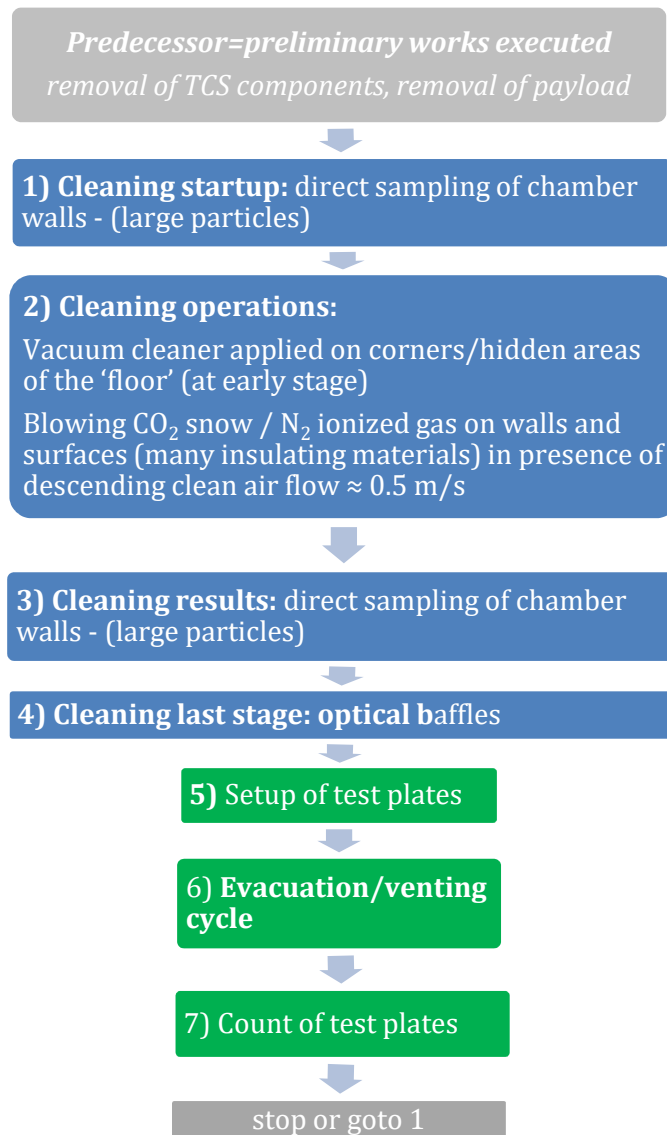 Predecessor=preliminary works executed
removal of TCS components, removal of payload
1) Cleaning startup: direct sampling of chamber
walls - (large particles)
2) Cleaning operations:
Vacuum cleaner applied on corners/hidden areas
of the ‘floor’ (at early stage)
Blowing CO₂ snow / N₂ ionized gas on walls and
surfaces (many insulating materials) in presence of
descending clean air flow ≈ 0.5 m/s
3) Cleaning results: direct sampling of chamber
walls - (large particles)
4) Cleaning last stage: optical baffles
5) Setup of test plates
6) Evacuation/venting
cycle
7) Count of test plates
stop or goto 1